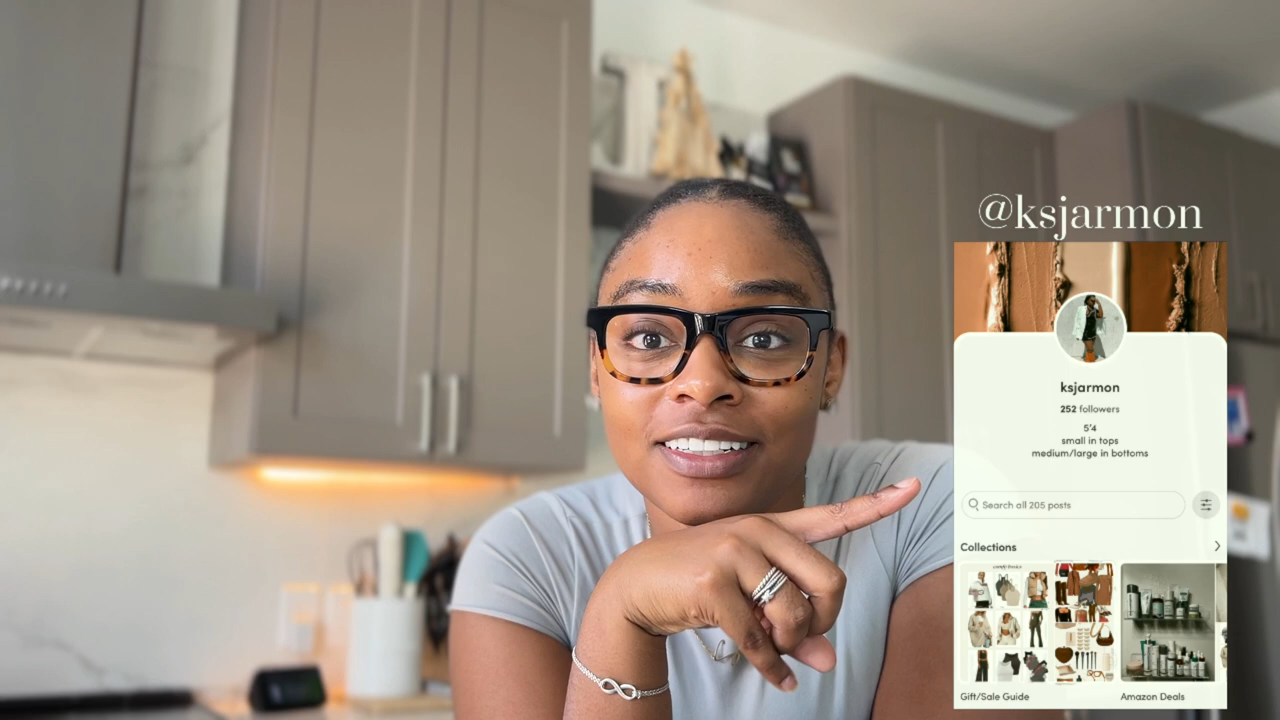 @ksjarmon
ksjarmon
252 followers
5'4
small in tops
medium/large in bottoms
Search all 205 posts
Collections
Gift/Sale Guide
Amazon Deals